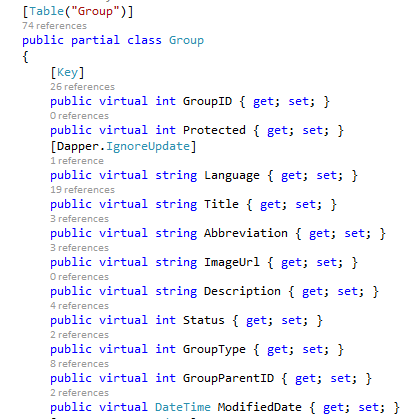 [Table("Group")]
74 references
public partial class Group
{
[Key]
26 references
public virtual int GroupID { get; set; }
0 references
public virtual int Protected { get; set; }
[Dapper.IgnoreUpdate]
1 reference
public virtual string Language { get; set; }
19 references
public virtual string Title { get; set; }
3 references
public virtual string Abbreviation { get; set; }
3 references
public virtual string ImageUrl { get; set; }
0 references
public virtual string Description { get; set; }
4 references
public virtual int Status { get; set; }
2 references
public virtual int GroupType { get; set; }
8 references
public virtual int GroupParentID { get; set; }
2 references
public virtual DateTime ModifiedDate { get; set; }